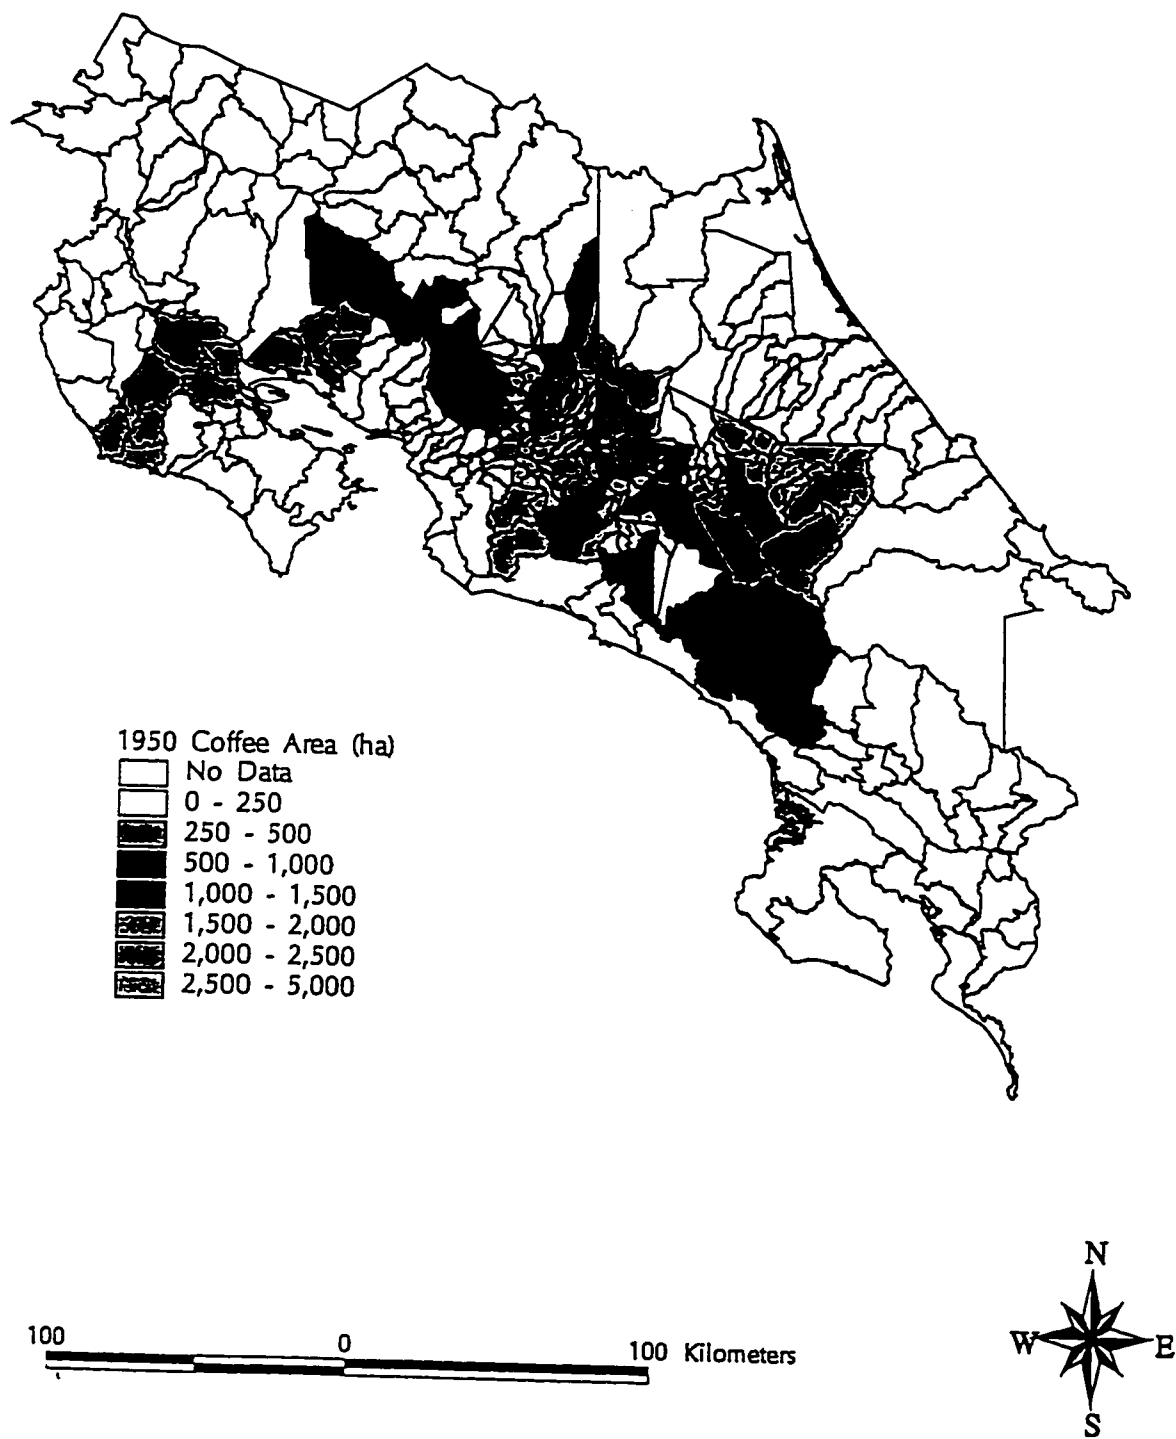 1950 Coffee Area (ha)
No Data
0 - 250
250 - 500
500 - 1,000
1,000 - 1,500
1,500 - 2,000
2,000 - 2,500
2,500 - 5,000
N
W E
S
100 0 100 Kilometers